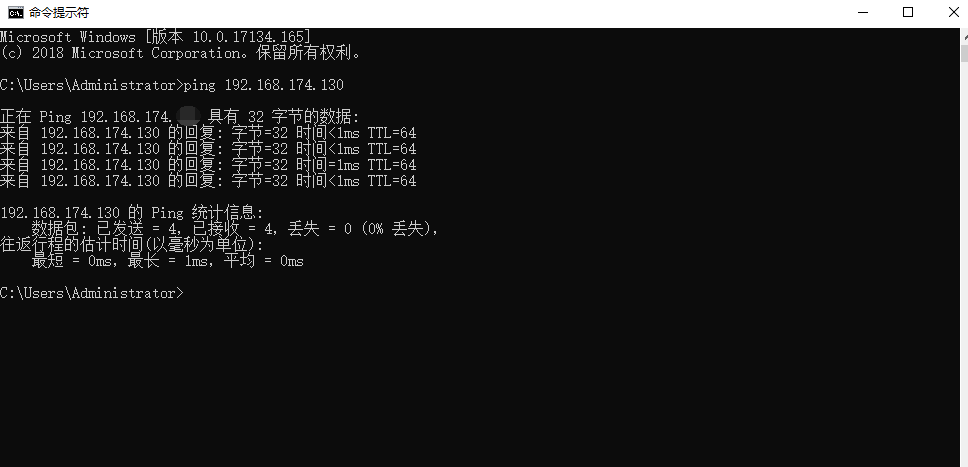 命令提示符
Microsoft Windows [版本 10.0.17134.165]
(c) 2018 Microsoft Corporation。保留所有权利。
C:\Users\Administrator>ping 192.168.174.130
正在 Ping 192.168.174. 具有 32 字节的数据:
来自 192.168.174.130 的回复: 字节=32 时间<1ms TTL=64
来自 192.168.174.130 的回复: 字节=32 时间<1ms TTL=64
来自 192.168.174.130 的回复: 字节=32 时间=1ms TTL=64
来自 192.168.174.130 的回复: 字节=32 时间<1ms TTL=64
192.168.174.130 的 Ping 统计信息:
数据包: 已发送 = 4, 已接收 = 4, 丢失 = 0 (0% 丢失),
往返行程的估计时间(以毫秒为单位):
最短 = 0ms, 最长 = 1ms, 平均 = 0ms
C:\Users\Administrator>